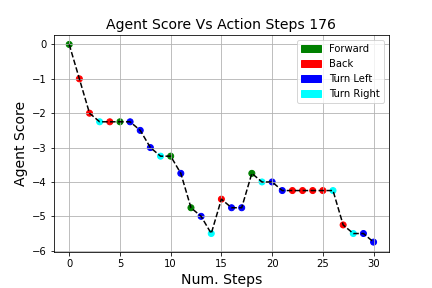 Agent Score Vs Action Steps 176
Agent Score
0
−1
−2
−3
−4
−5
−6
Forward
Back
Turn Left
Turn Right
0 5 10 15 20 25 30
Num. Steps